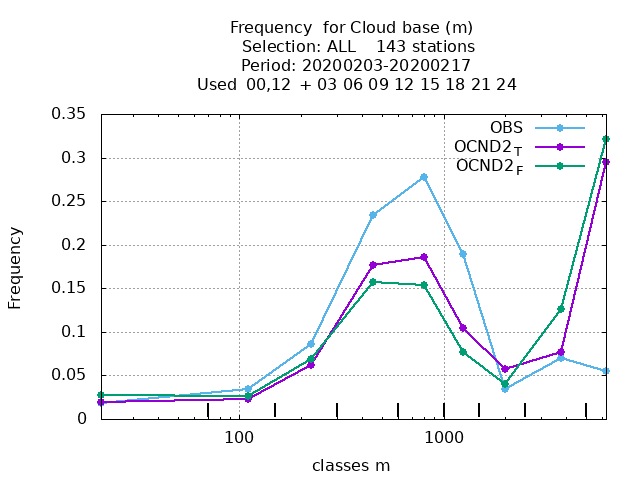 Frequency for Cloud base (m)
Selection: ALL 143 stations
Period: 20200203-20200217
Used 00,12 + 03 06 09 12 15 18 21 24
0.35
0.3
0.25
0.2
0.15
0.1
0.05
0
Frequency
OBS
OCND2_T
OCND2_F
100
1000
classes m